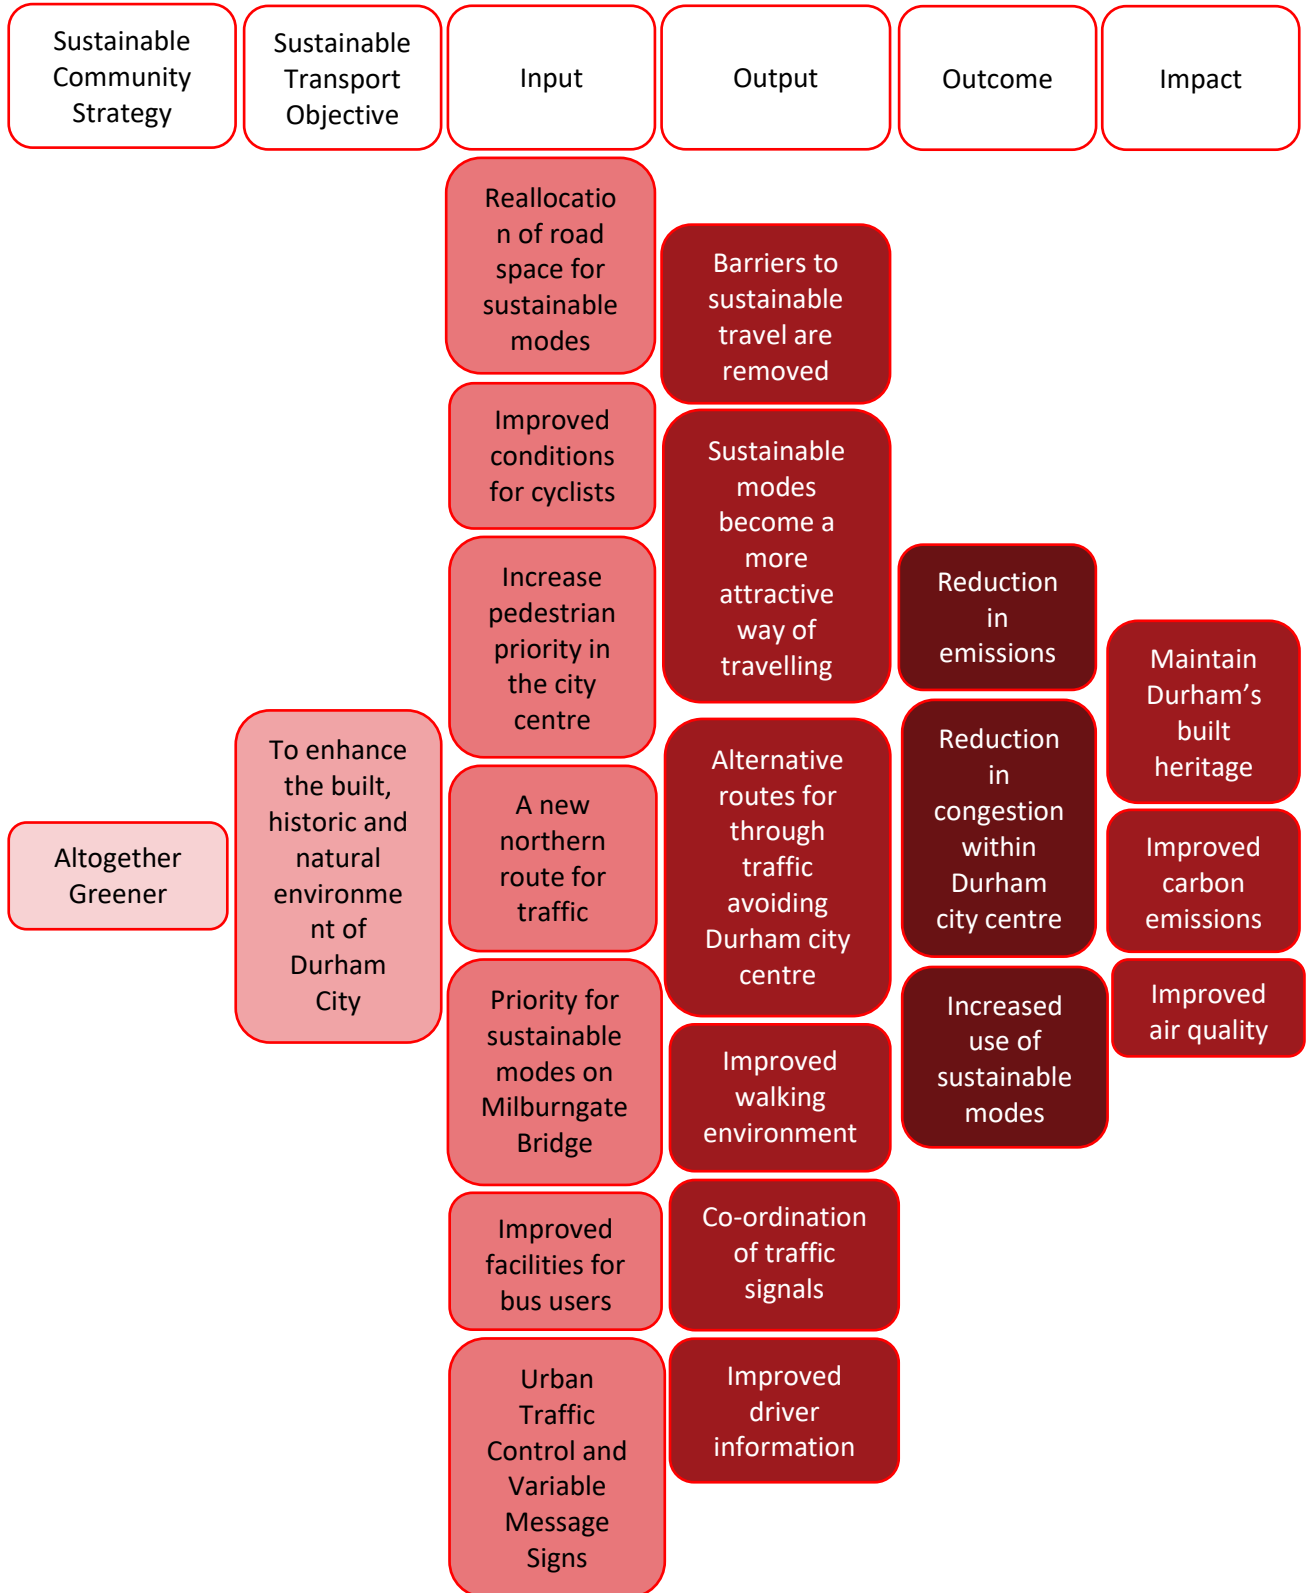 Sustainable
Community
Strategy
Sustainable
Transport
Objective
Input
Output
Outcome
Impact
Altogether
Greener
To enhance
the built,
historic and
natural
environme
nt of
Durham
City
Reallocatio
n of road
space for
sustainable
modes
Improved
conditions
for cyclists
Increase
pedestrian
priority in
the city
centre
A new
northern
route for
traffic
Priority for
sustainable
modes on
Milburngate
Bridge
Improved
facilities for
bus users
Urban
Traffic
Control and
Variable
Message
Signs
Barriers to
sustainable
travel are
removed
Sustainable
modes
become a
more
attractive
way of
travelling
Alternative
routes for
through
traffic
avoiding
Durham city
centre
Improved
walking
environment
Co-ordination
of traffic
signals
Improved
driver
information
Reduction
in
emissions
Reduction
in
congestion
within
Durham
city centre
Increased
use of
sustainable
modes
Maintain
Durham’s
built
heritage
Improved
carbon
emissions
Improved
air quality